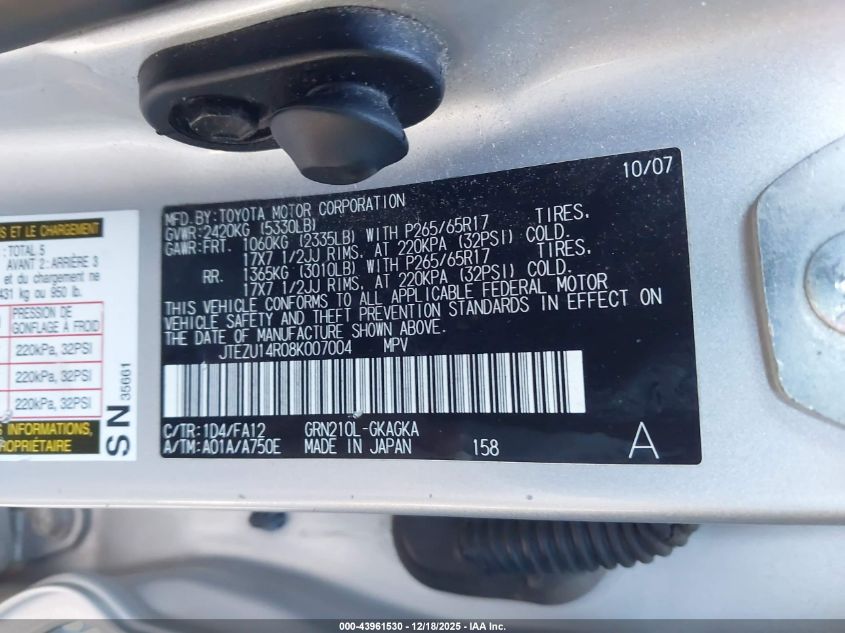 10/07
MFD.BY:TOYOTA MOTOR CORPORATION
GVWR:2420KG (5330LB)
GAWR:FRT. 1060KG (2335LB) WITH P265/65R17 TIRES,
17X7 1/2JJ RIMS, AT 220KPA (32PSI) COLD.
RR. 1365KG (3010LB) WITH P265/65R17 TIRES,
17X7 1/2JJ RIMS, AT 220KPA (32PSI) COLD.
THIS VEHICLE CONFORMS TO ALL APPLICABLE FEDERAL MOTOR
VEHICLE SAFETY AND THEFT PREVENTION STANDARDS IN EFFECT ON
THE DATE OF MANUFACTURE SHOWN ABOVE.
JTEZU14R08K007004 MPV
C/TR:1D4/FA12 GRN210L-GKAGKA
A/TM:A01A/A750E MADE IN JAPAN 158 A
S ET LE CHARGEMENT
:TOTAL 5
AVANT 2: ARRIÈRE 3
et du chargement ne
431 kg ou 950 lb.
PRESSION DE
GONFLAGE À FROID
220kPa, 32PSI
220kPa, 32PSI
220kPa, 32PSI
INFORMATIONS,
PROPRIÉTAIRE
SN 35661
000-43961530 - 12/18/2025 - IAA Inc.